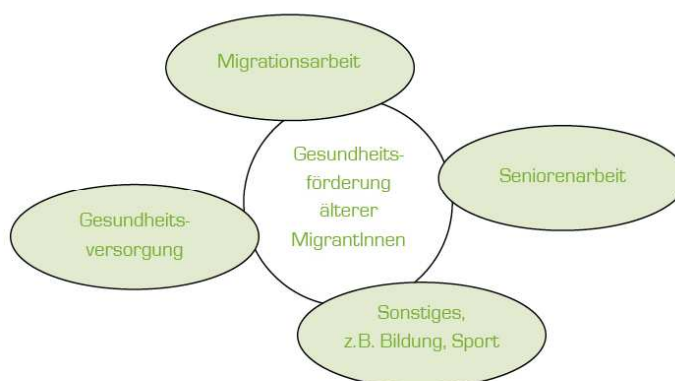 Migrationsarbeit
Gesundheits-
förderung
älterer
MigrantInnen
Seniorenarbeit
Gesundheits-
versorgung
Sonstiges,
z.B. Bildung, Sport